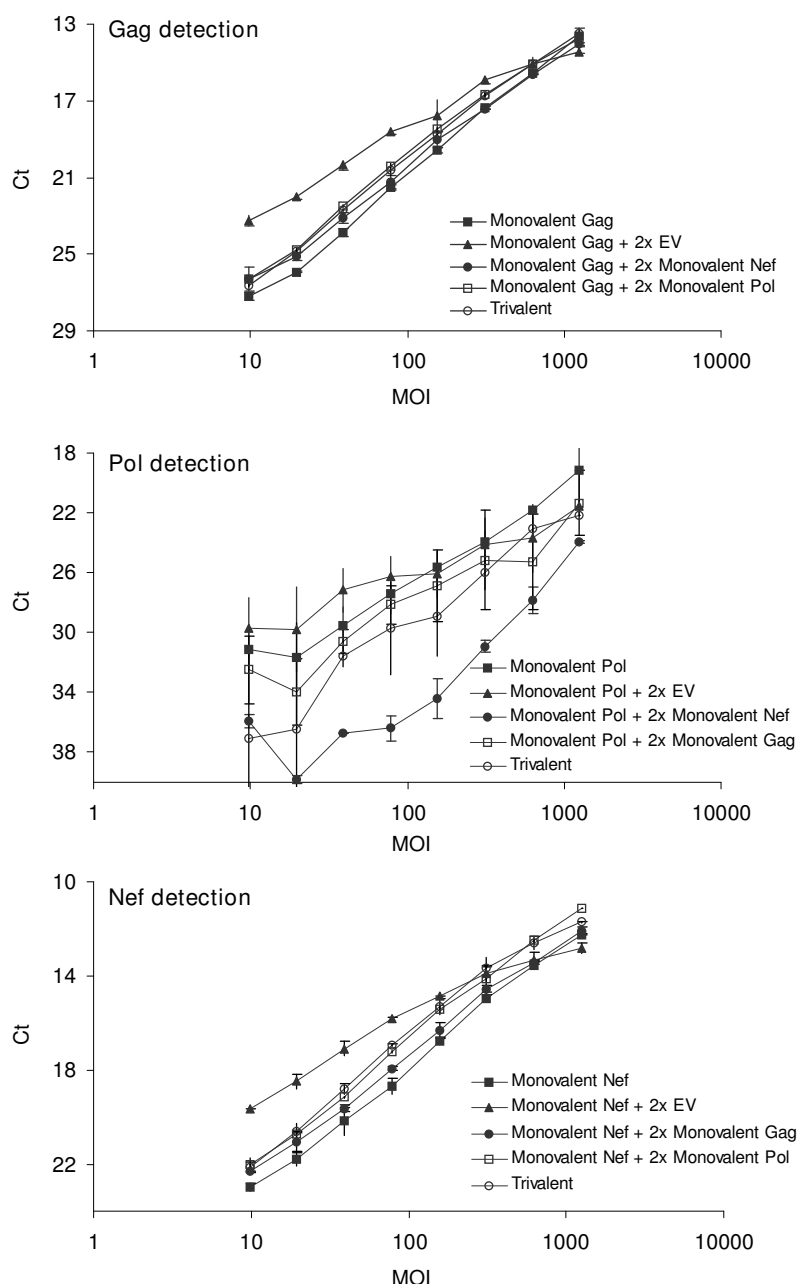 Gag detection
13
17
21
25
29
Ct
1
10
100
1000
10000
MOI
Monovalent Gag
Monovalent Gag + 2x EV
Monovalent Gag + 2x Monovalent Nef
Monovalent Gag + 2x Monovalent Pol
Trivalent
Pol detection
18
22
26
30
34
38
Ct
1
10
100
1000
10000
MOI
Monovalent Pol
Monovalent Pol + 2x EV
Monovalent Pol + 2x Monovalent Nef
Monovalent Pol + 2x Monovalent Gag
Trivalent
Nef detection
10
14
18
22
Ct
1
10
100
1000
10000
MOI
Monovalent Nef
Monovalent Nef + 2x EV
Monovalent Nef + 2x Monovalent Gag
Monovalent Nef + 2x Monovalent Pol
Trivalent